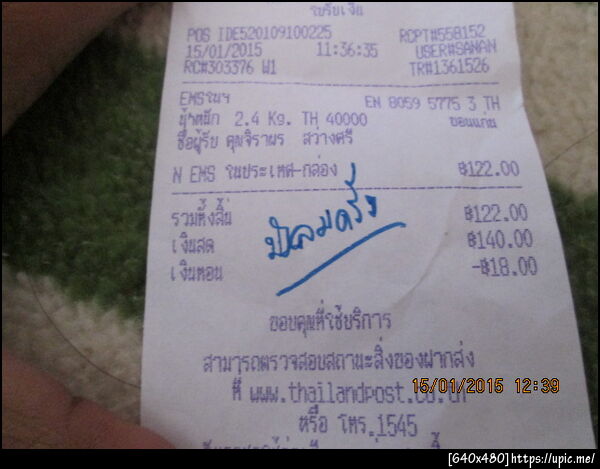 ใบรับเงิน
POS IDE520109100225 RCPT#558152
15/01/2015 11:36:35 USER#SANAN
RC#303376 W1 TR#1361526
EMSในฯ EN 8059 5775 3 TH
น้ำหนัก 2.4 Kg. TH 40000 ขอนแก่น
ชื่อผู้รับ คุณจิราพร สว่างศรี
N EMS ในประเทศ-กล่อง ฿122.00
รวมทั้งสิ้น ฿122.00
เงินสด ฿140.00
เงินทอน -฿18.00
ขอบคุณที่ใช้บริการ
สามารถตรวจสอบสถานะสิ่งของฝากส่ง
ที่ www.thailandpost.co.th
หรือ โทร.1545
15/01/2015 12:39
[640x480]https://upic.me/